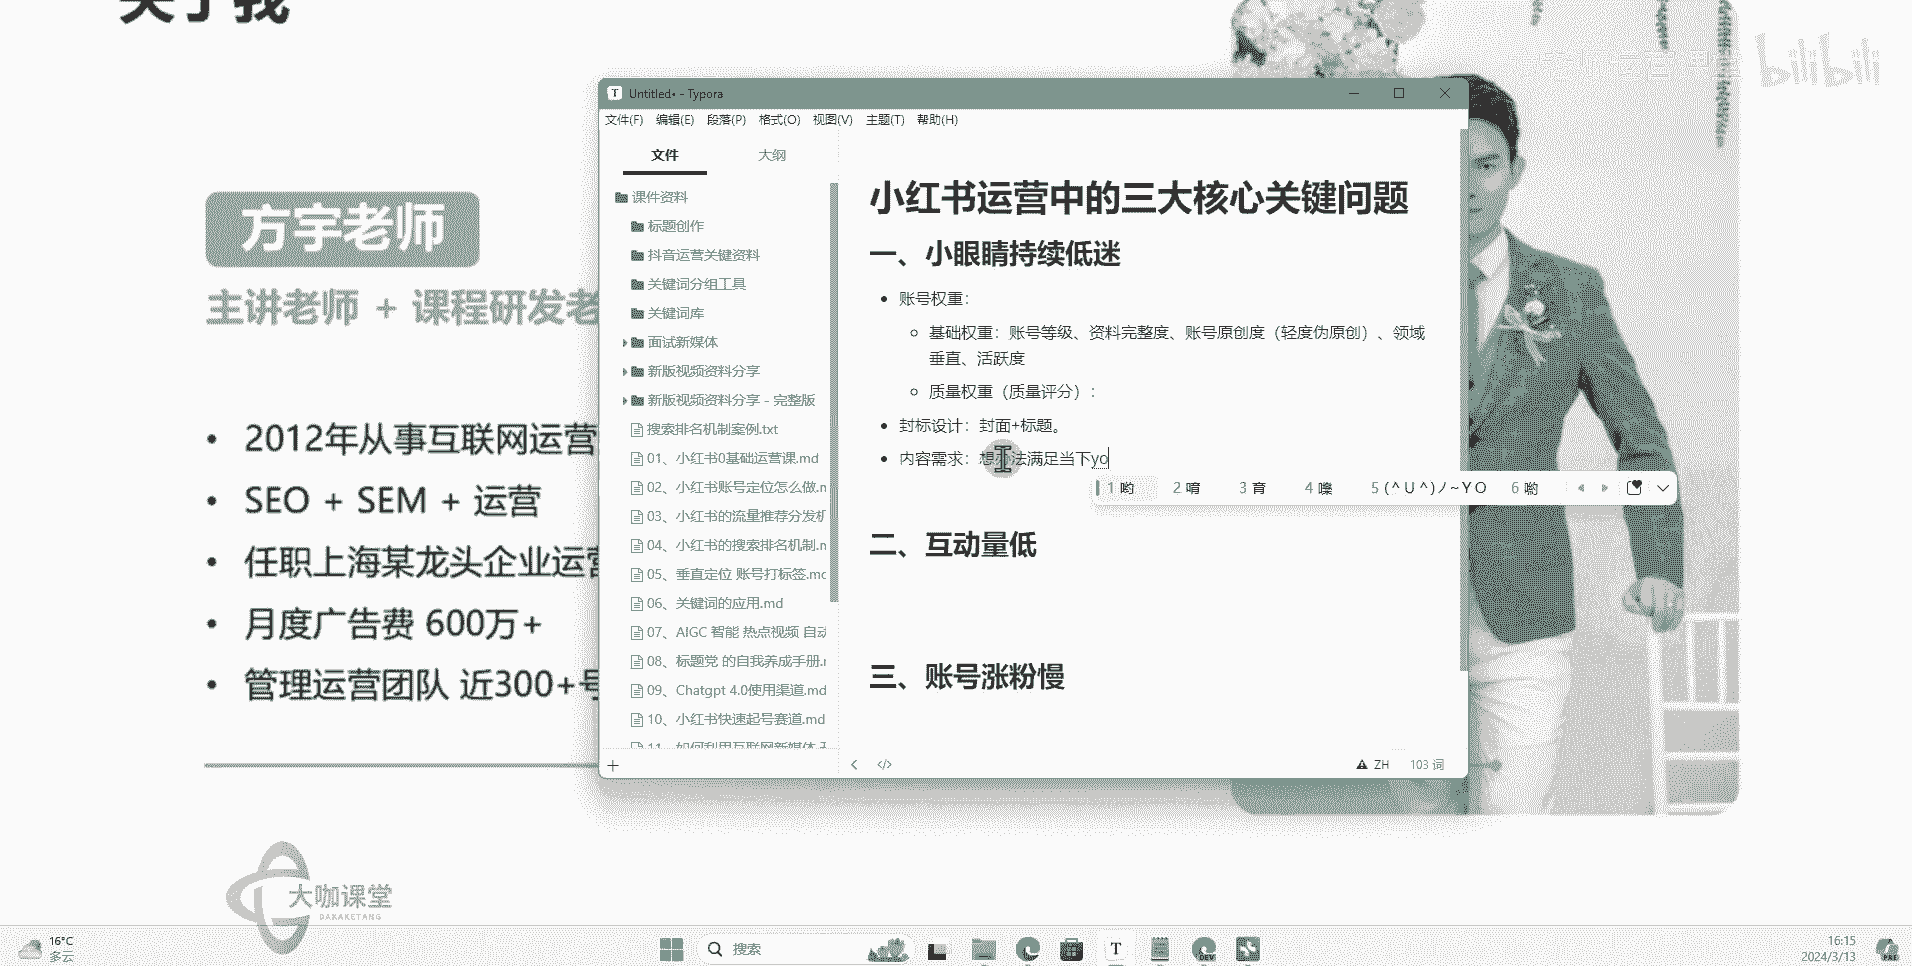 关于我
bilibili
方宇老师
主讲老师 + 课程研发老
2012年从事互联网运营
SEO + SEM + 运营
任职上海某龙头企业运营
月度广告费 600万+
管理运营团队 近300+号
大咖课堂
DAKAKETANG
Untitled• - Typora
文件(F) 编辑(E) 段落(P) 格式(O) 视图(V) 主题(T) 帮助(H)
文件 大纲
课件资料
标题创作
抖音运营关键资料
关键词分组工具
关键词库
面试新媒体
新版视频资料分享
新版视频资料分享 - 完整版
搜索排名机制案例.txt
01、小红书0基础运营课.md
02、小红书账号定位怎么做.m
03、小红书的流量推荐分发机
04、小红书的搜索排名机制.m
05、垂直定位 账号打标签.mc
06、关键词的应用.md
07、AIGC 智能 热点视频 自动
08、标题党 的自我养成手册.r
09、Chatgpt 4.0使用渠道.md
10、小红书快速起号赛道.md
11、如何利用互联网新媒体
小红书运营中的三大核心关键问题
一、小眼睛持续低迷
账号权重：
基础权重：账号等级、资料完整度、账号原创度（轻度伪原创）、领域
垂直、活跃度
质量权重（质量评分）：
封标设计：封面+标题。
内容需求：想办法满足当下yo
1 哟 2 唷 3 育 4 嚛 5 (^U^)ノ~YO 6 喲
二、互动量低
三、账号涨粉慢
ZH 103 词
16°C
多云
搜索
16:15
2024/3/13